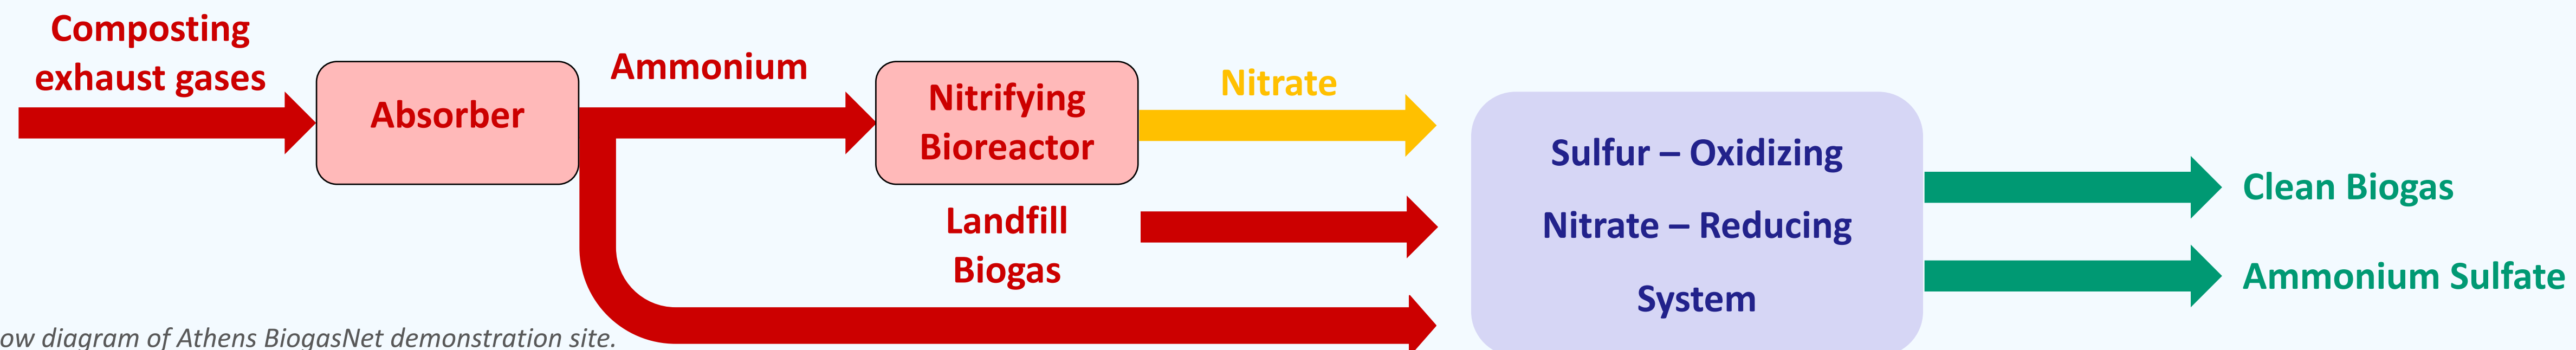 Composting
exhaust gases
Absorber
Ammonium
Nitrifying
Bioreactor
Nitrate
Landfill
Biogas
Sulfur – Oxidizing
Nitrate – Reducing
System
Clean Biogas
Ammonium Sulfate
ow diagram of Athens BiogasNet demonstration site.